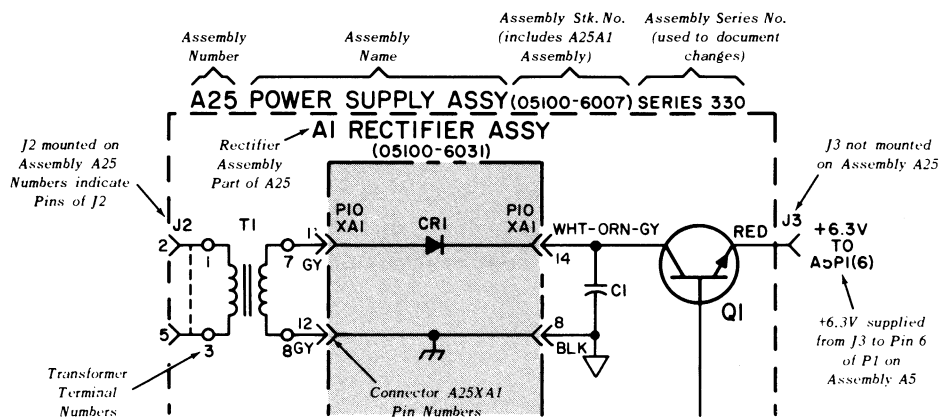 Assembly Number
Assembly Name
Assembly Stk. No. (includes A25A1 Assembly)
Assembly Series No. (used to document changes)
A25 POWER SUPPLY ASSY (05100-6007) SERIES 330
A1 RECTIFIER ASSY
(05100-6031)
J2 mounted on
Assembly A25
Numbers indicate
Pins of J2
Rectifier
Assembly
Part of A25
J3 not mounted
on Assembly A25
J2
T1
P10
XA1
CR1
P10
XA1
J3
2
1
7
11
GY
14
WHT-ORN-GY
RED
+6.3V
TO
A5P1(6)
C1
Q1
5
3
8
12
GY
8
BLK
Transformer
Terminal
Numbers
Connector A25XA1
Pin Numbers
+6.3V supplied
from J3 to Pin 6
of P1 on
Assembly A5